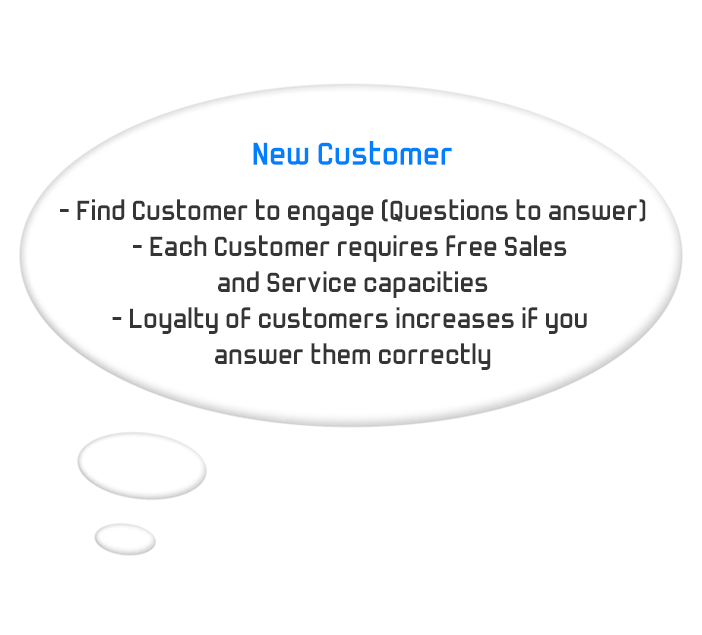 New Customer
- Find Customer to engage (Questions to answer)
- Each Customer requires free Sales
and Service capacities
- Loyalty of customers increases if you
answer them correctly